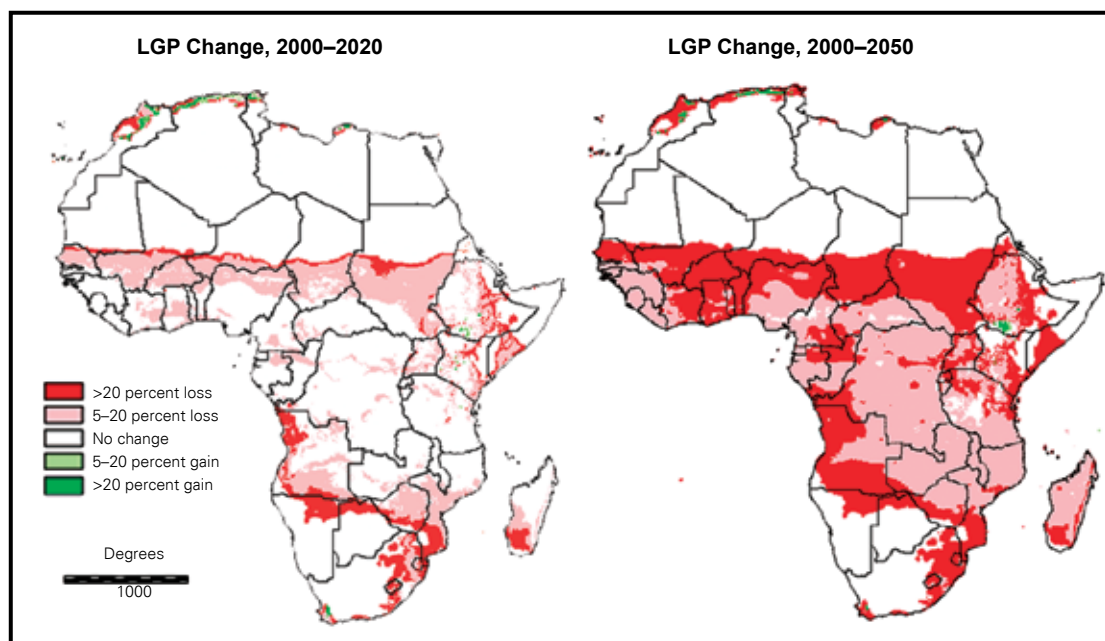 LGP Change, 2000–2020
LGP Change, 2000–2050
>20 percent loss
5–20 percent loss
No change
5–20 percent gain
>20 percent gain
Degrees
1000